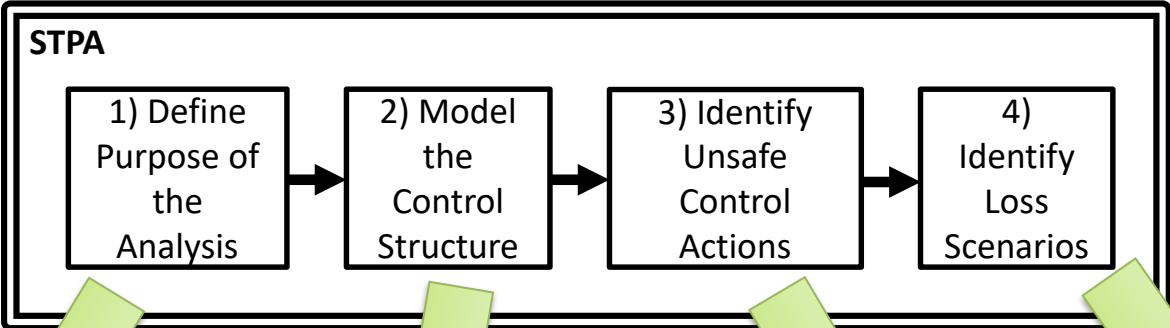 STPA
1) Define
Purpose of
the
Analysis
2) Model
the
Control
Structure
3) Identify
Unsafe
Control
Actions
4)
Identify
Loss
Scenarios